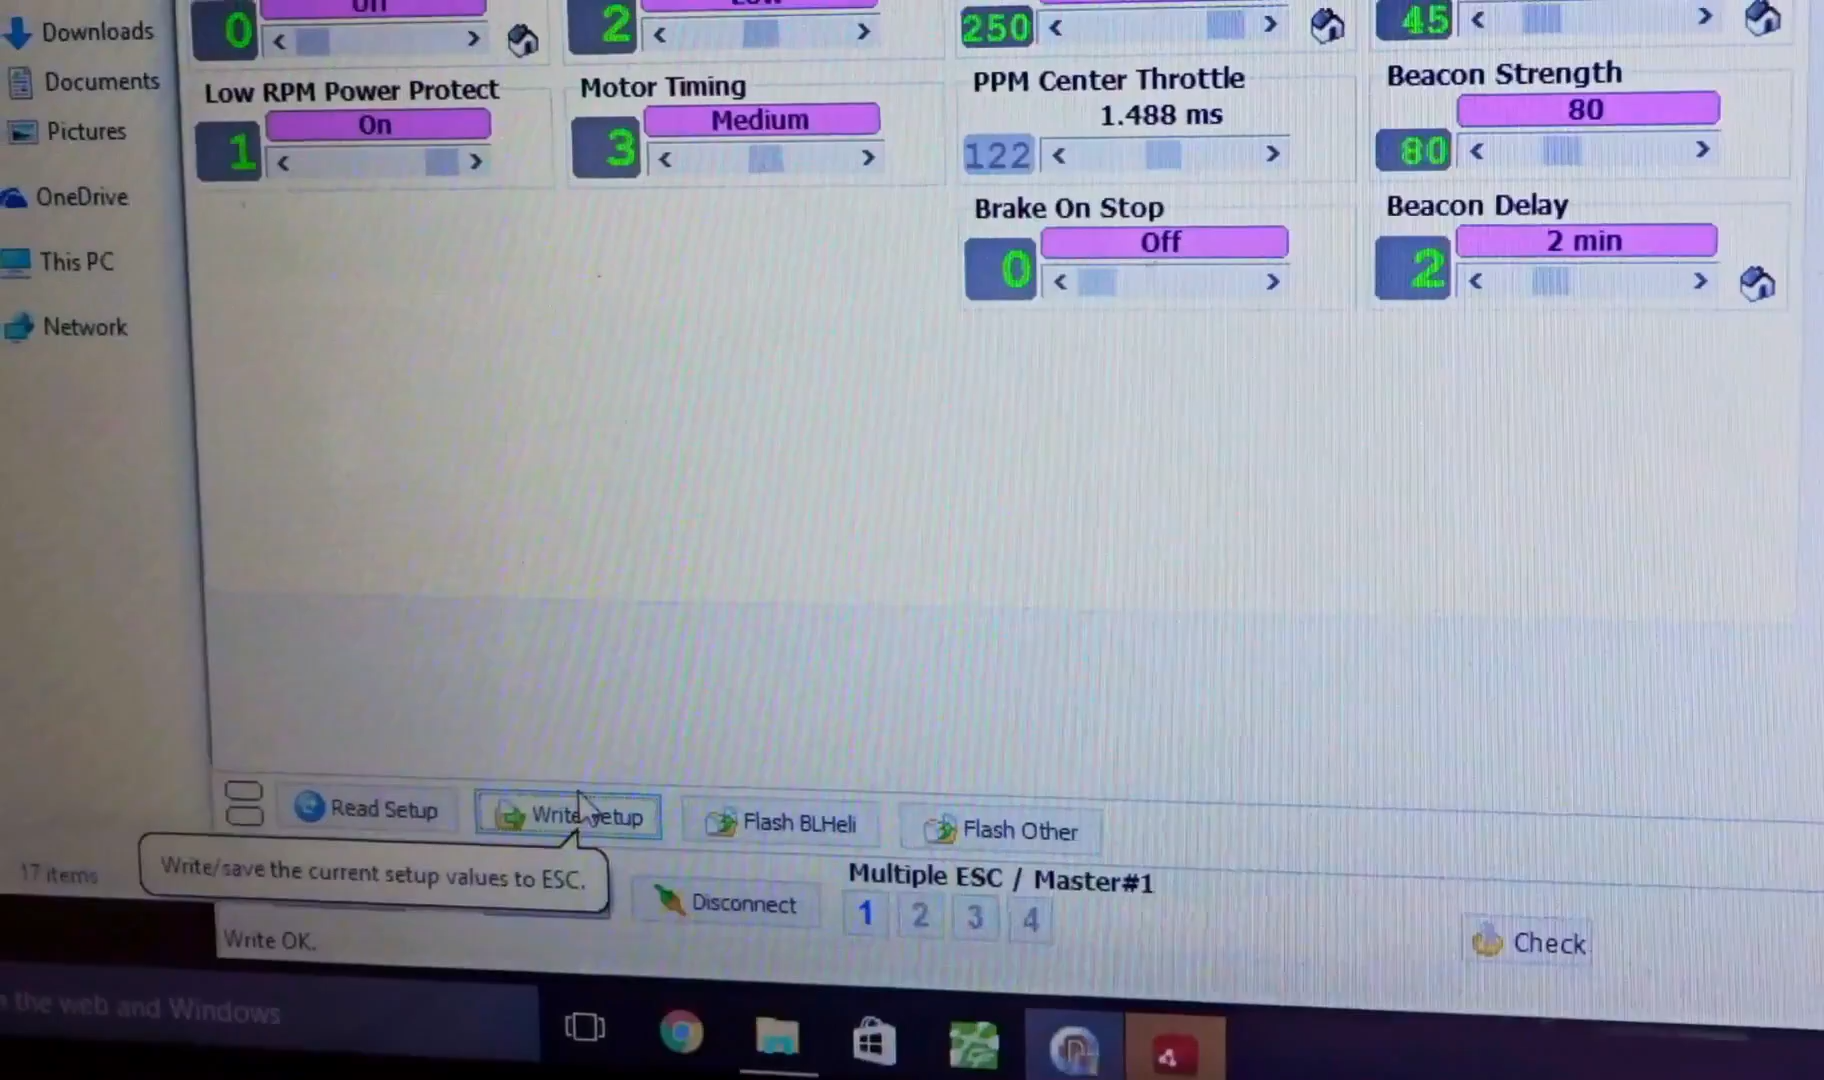 Downloads
Documents
Pictures
OneDrive
This PC
Network
17 items
0
2
250
45
Low RPM Power Protect
On
1
Motor Timing
Medium
3
PPM Center Throttle
1.488 ms
122
Beacon Strength
80
80
Brake On Stop
Off
0
Beacon Delay
2 min
2
Read Setup
Write Setup
Flash BLHeli
Flash Other
Write/save the current setup values to ESC.
Disconnect
Multiple ESC / Master#1
1 2 3 4
Check
Write OK.
the web and Windows